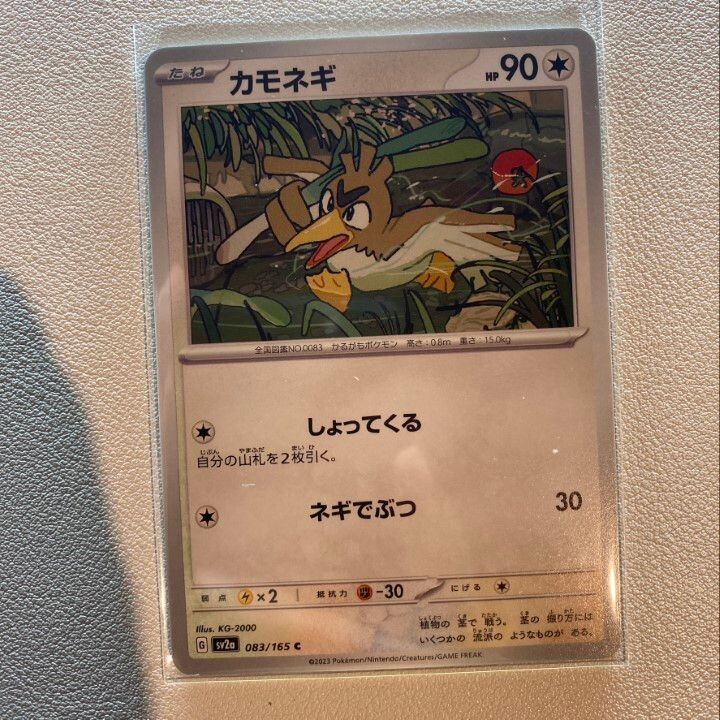 たね カモネギ HP 90
全国図鑑NO.0083 かるがもポケモン 高さ：0.8m 重さ：15.0kg
しょってくる
自分の山札を2枚引く。
ネギでぶつ 30
弱点 ×2 抵抗力 -30 にげる
Illus. KG-2000
植物の 茎で 戦う。 茎の 振り方には
いくつかの 流派の ようなものが ある。
G sv2a 083/165 C
©2023 Pokémon/Nintendo/Creatures/GAME FREAK.